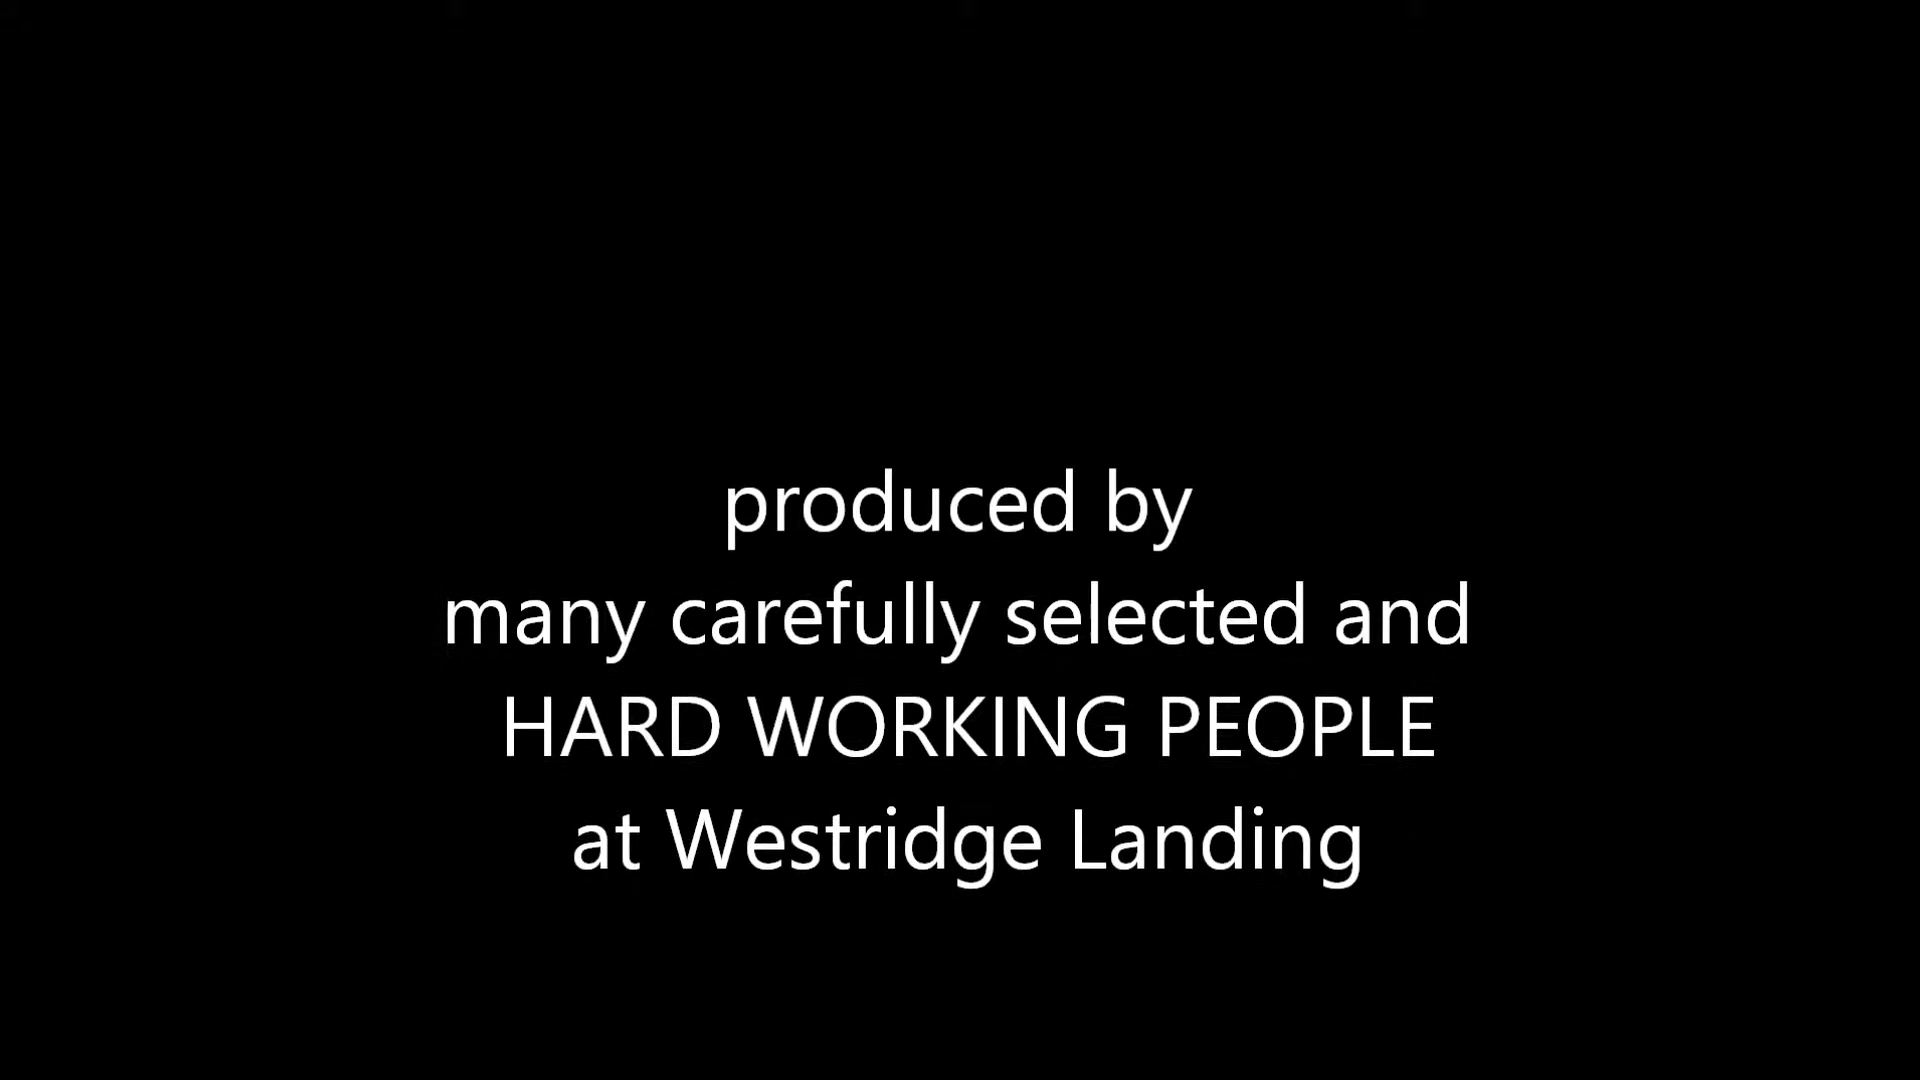 produced by
many carefully selected and
HARD WORKING PEOPLE
at Westridge Landing